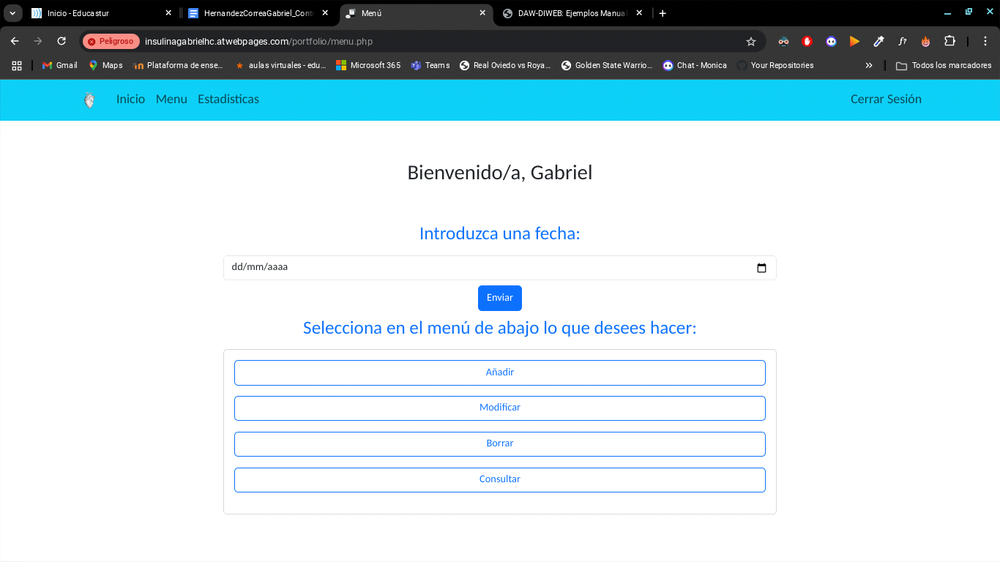 Inicio - Educastur
HernandezCorreaGabriel_Cont
Menú
DAW-DIWEB: Ejemplos Manua
Peligroso
insulinagabrielhc.atwebpages.com/portfolio/menu.php
Gmail
Maps
Plataforma de ense...
aulas virtuales - edu...
Microsoft 365
Teams
Real Oviedo vs Roya...
Golden State Warrio...
Chat - Monica
Your Repositories
Todos los marcadores
Inicio
Menu
Estadisticas
Cerrar Sesión
Bienvenido/a, Gabriel
Introduzca una fecha:
dd/mm/aaaa
Enviar
Selecciona en el menú de abajo lo que desees hacer:
Añadir
Modificar
Borrar
Consultar